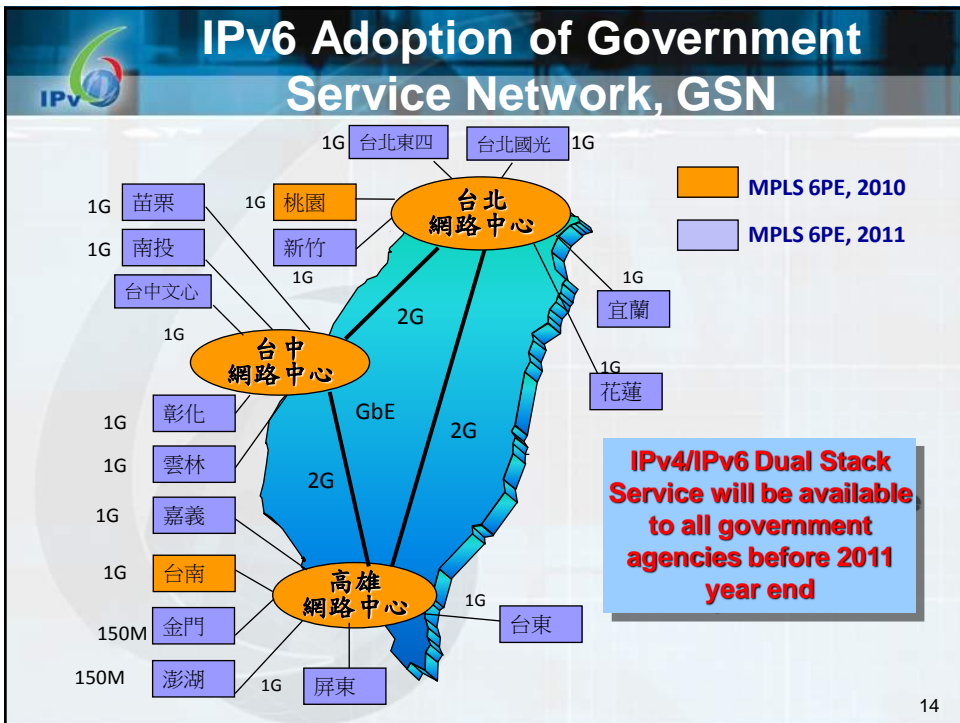 IPv6
IPv6 Adoption of Government
Service Network, GSN
1G 台北東四
台北國光 1G
1G 苗栗
1G 桃園
台北
網路中心
MPLS 6PE, 2010
1G 南投
新竹
1G
MPLS 6PE, 2011
台中文心
1G
1G
宜蘭
2G
台中
網路中心
1G
花蓮
1G 彰化
GbE
2G
1G 雲林
2G
IPv4/IPv6 Dual Stack
Service will be available
to all government
agencies before 2011
year end
1G 嘉義
1G 台南
高雄
網路中心
1G
台東
150M 金門
150M 澎湖
1G 屏東
14